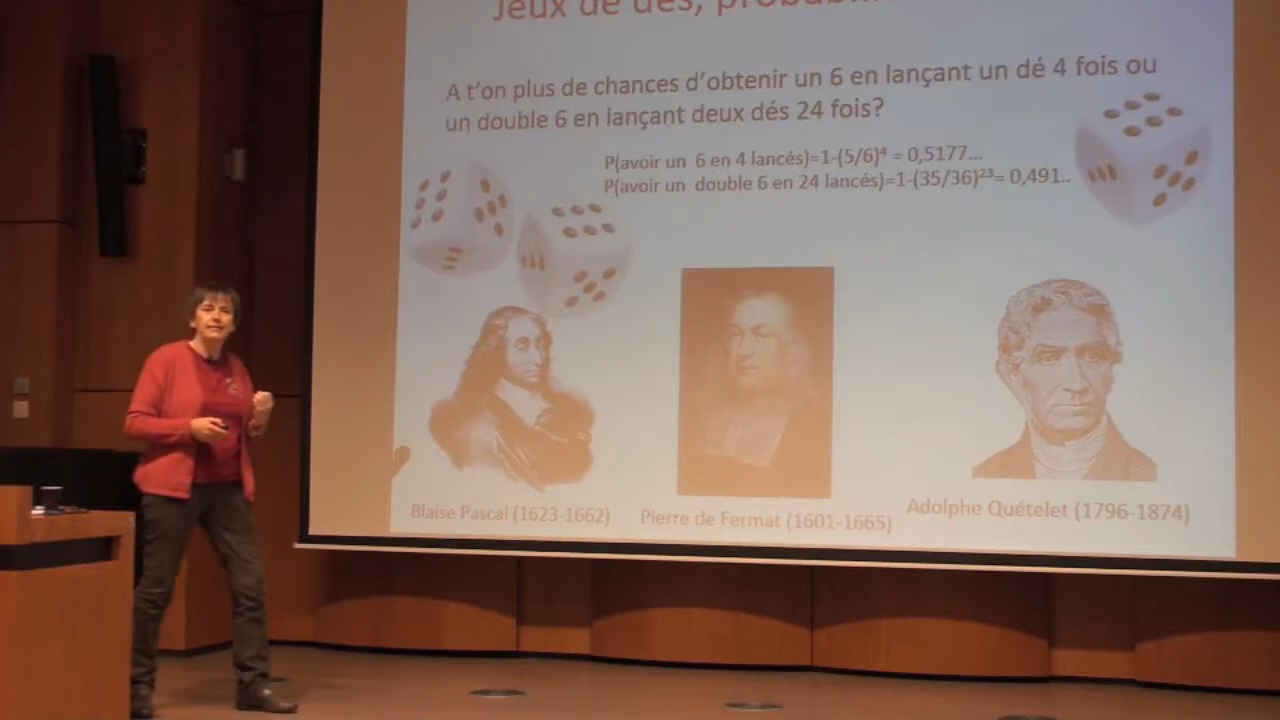 Jeux de dés,
A t'on plus de chances d'obtenir un 6 en lançant un dé 4 fois ou
un double 6 en lançant deux dés 24 fois?
P(avoir un 6 en 4 lancés)=1-(5/6)⁴ = 0,5177...
P(avoir un double 6 en 24 lancés)=1-(35/36)²³= 0,491..
Blaise Pascal (1623-1662)
Pierre de Fermat (1601-1665)
Adolphe Quételet (1796-1874)